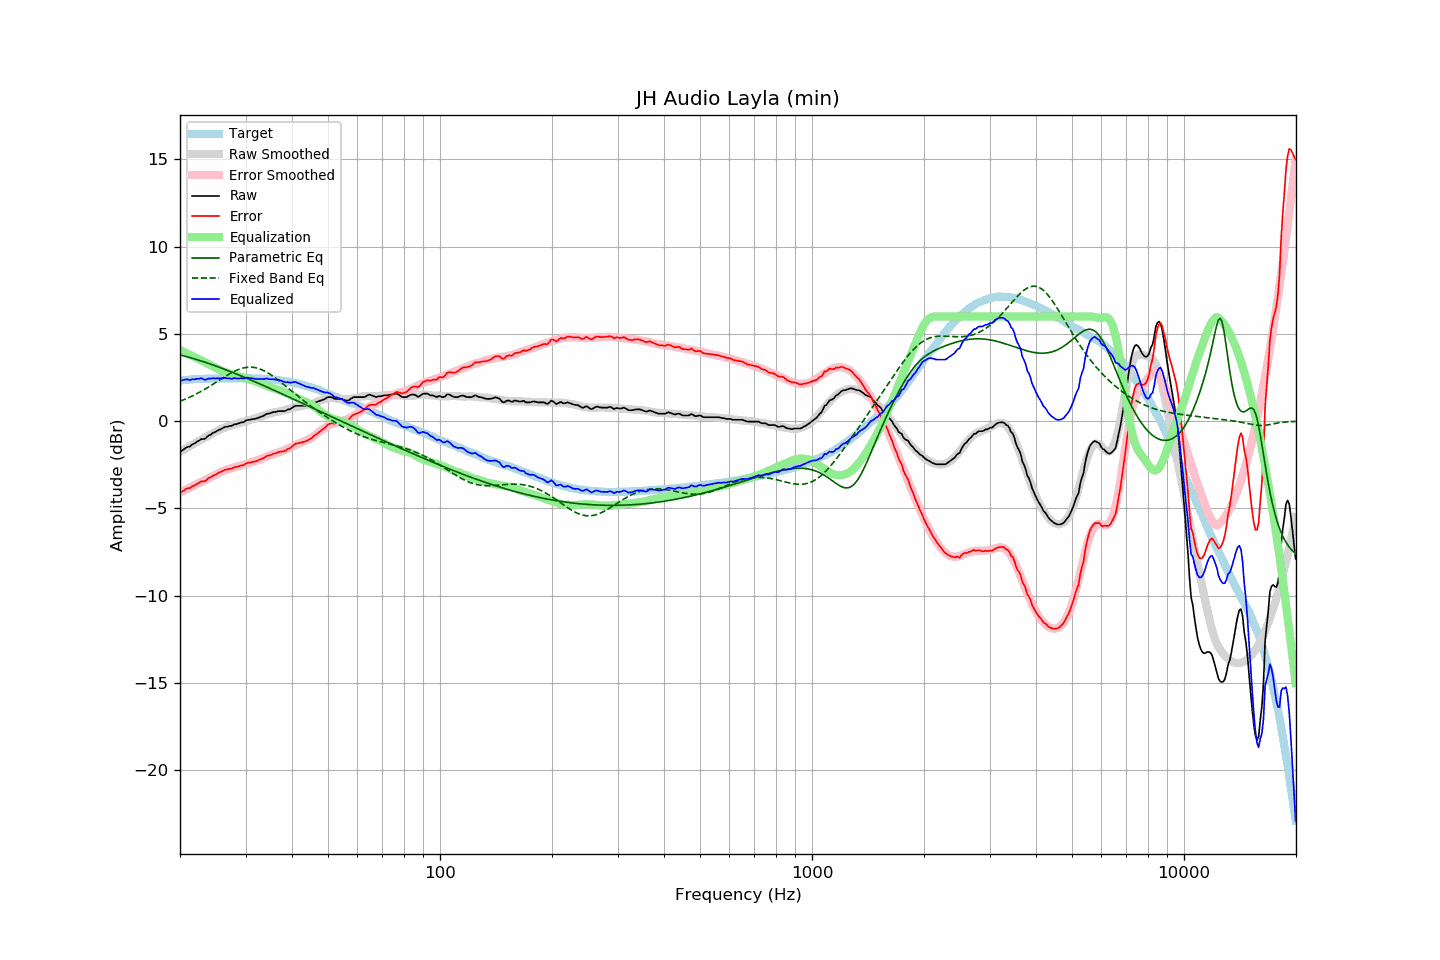 JH Audio Layla (min)
Target
Raw Smoothed
Error Smoothed
Raw
Error
Equalization
Parametric Eq
Fixed Band Eq
Equalized
15
10
5
0
−5
−10
−15
−20
Amplitude (dBr)
100 1000 10000
Frequency (Hz)